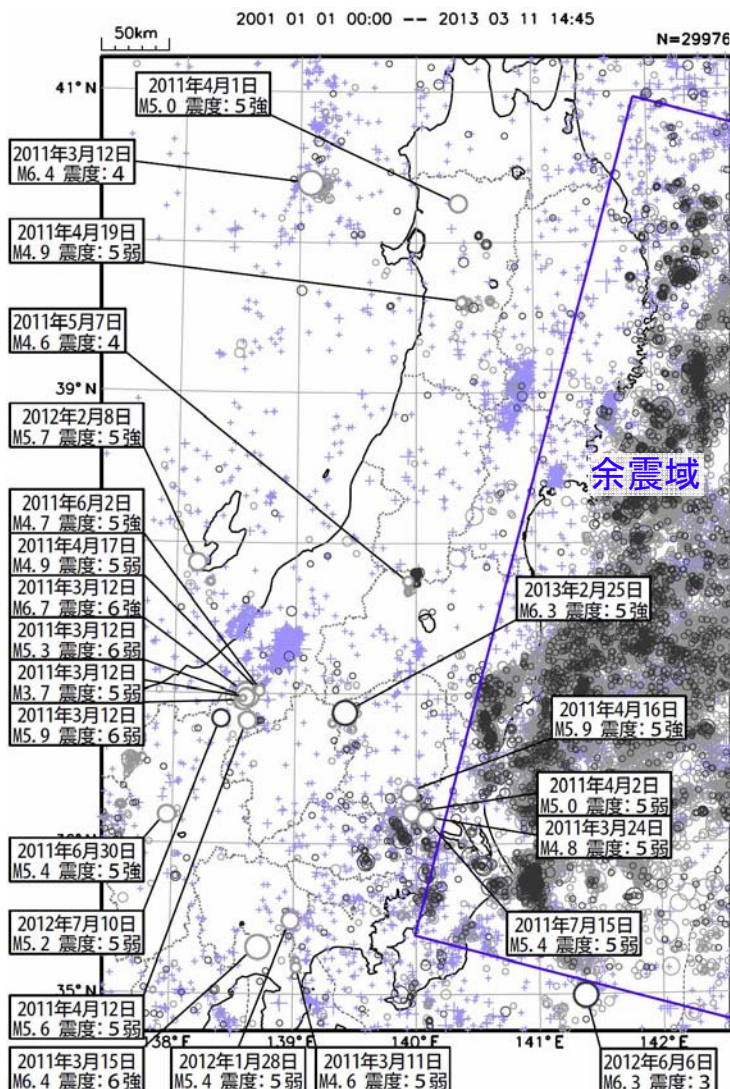 2001 01 01 00:00 -- 2013 03 11 14:45
50km
N=29976
41°N
2011年4月1日
M5.0 震度:5強
2011年3月12日
M6.4 震度:4
2011年4月19日
M4.9 震度:5弱
2011年5月7日
M4.6 震度:4
39°N
2012年2月8日
M5.7 震度:5強
余震域
2011年6月2日
M4.7 震度:5強
2011年4月17日
M4.9 震度:5弱
2011年3月12日
M6.7 震度:6強
2011年3月12日
M5.3 震度:6弱
2011年3月12日
M3.7 震度:5弱
2011年3月12日
M5.9 震度:6弱
2013年2月25日
M6.3 震度:5強
2011年4月16日
M5.9 震度:5強
2011年4月2日
M5.0 震度:5弱
2011年3月24日
M4.8 震度:5弱
2011年7月15日
M5.4 震度:5弱
2011年6月30日
M5.4 震度:5強
2012年7月10日
M5.2 震度:5弱
35°N
2011年4月12日
M5.6 震度:5弱
138°E
139°E
140°E
141°E
142°E
2011年3月15日
M6.4 震度:6強
2012年1月28日
M5.4 震度:5弱
2011年3月11日
M4.6 震度:5弱
2012年6月6日
M6.3 震度:3